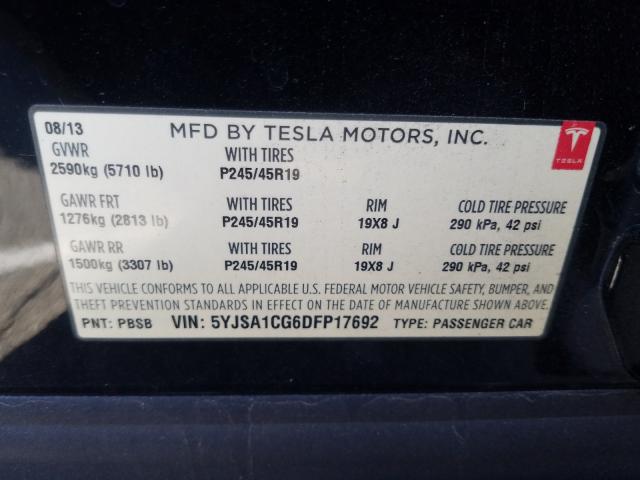 08/13 MFD BY TESLA MOTORS, INC.
TESLA
GVWR WITH TIRES
2590kg (5710 lb) P245/45R19
GAWR FRT WITH TIRES RIM COLD TIRE PRESSURE
1276kg (2813 lb) P245/45R19 19X8 J 290 kPa, 42 psi
GAWR RR WITH TIRES RIM COLD TIRE PRESSURE
1500kg (3307 lb) P245/45R19 19X8 J 290 kPa, 42 psi
THIS VEHICLE CONFORMS TO ALL APPLICABLE U.S. FEDERAL MOTOR VEHICLE SAFETY, BUMPER, AND
THEFT PREVENTION STANDARDS IN EFFECT ON THE DATE OF MANUFACTURE SHOWN ABOVE.
PNT: PBSB VIN: 5YJSA1CG6DFP17692 TYPE: PASSENGER CAR